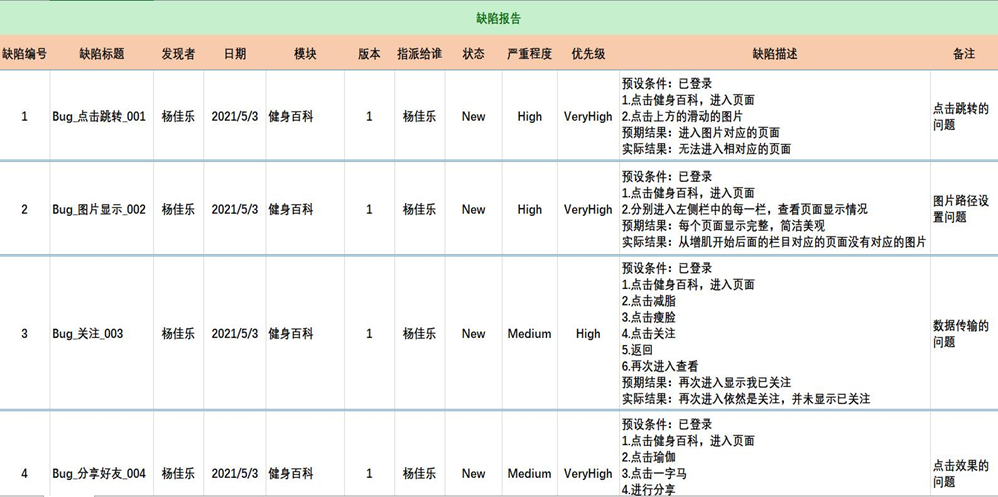 缺陷报告
缺陷编号 缺陷标题 发现者 日期 模块 版本 指派给谁 状态 严重程度 优先级 缺陷描述 备注
1 Bug_点击跳转_001 杨佳乐 2021/5/3 健身百科 1 杨佳乐 New High VeryHigh
预设条件：已登录
1.点击健身百科，进入页面
2.点击上方的滑动的图片
预期结果：进入图片对应的页面
实际结果：无法进入相对应的页面
点击跳转的
问题
2 Bug_图片显示_002 杨佳乐 2021/5/3 健身百科 1 杨佳乐 New High VeryHigh
预设条件：已登录
1.点击健身百科，进入页面
2.分别进入左侧栏中的每一栏，查看页面显示情况
预期结果：每个页面显示完整，简洁美观
实际结果：从增肌开始后面的栏目对应的页面没有对应的图片
图片路径设
置问题
3 Bug_关注_003 杨佳乐 2021/5/3 健身百科 1 杨佳乐 New Medium High
预设条件：已登录
1.点击健身百科，进入页面
2.点击减脂
3.点击瘦脸
4.点击关注
5.返回
6.再次进入查看
预期结果：再次进入显示我已关注
实际结果：再次进入依然是关注，并未显示已关注
数据传输的
问题
4 Bug_分享好友_004 杨佳乐 2021/5/3 健身百科 1 杨佳乐 New Medium VeryHigh
预设条件：已登录
1.点击健身百科，进入页面
2.点击瑜伽
3.点击一字马
4.进行分享
点击效果的
问题